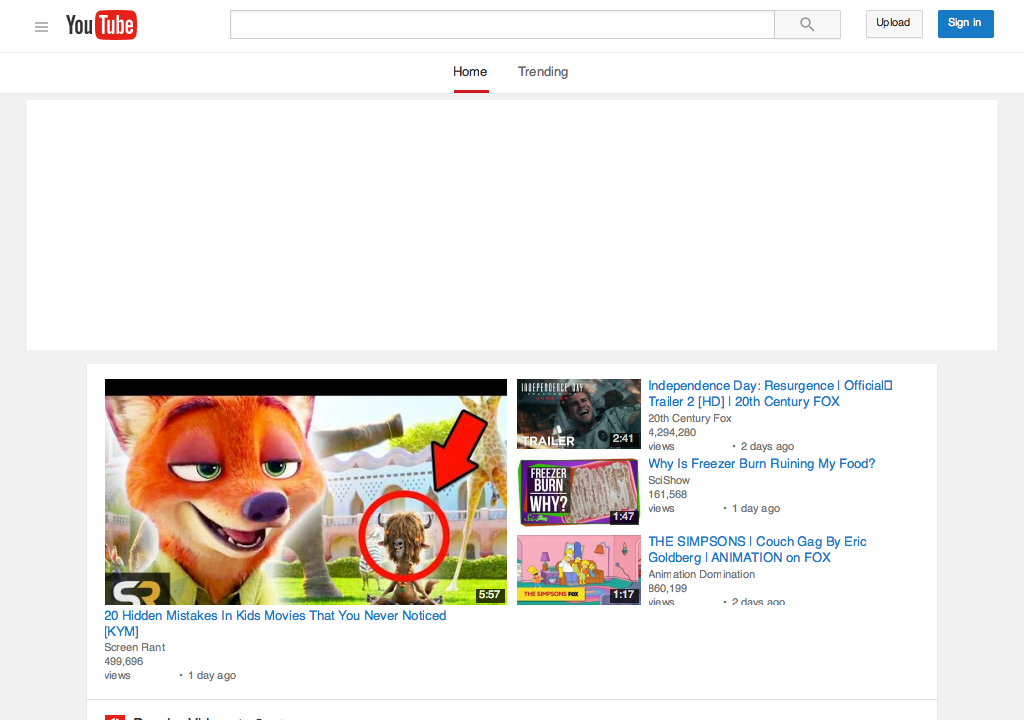 YouTube
Upload
Sign in
Home
Trending
SR
5:57
20 Hidden Mistakes In Kids Movies That You Never Noticed
[KYM]
Screen Rant
499,696
views • 1 day ago
INDEPENDENCE DAY
TRAILER
2:41
Independence Day: Resurgence | Official
Trailer 2 [HD] | 20th Century FOX
20th Century Fox
4,294,280
views • 2 days ago
FREEZER
BURN
WHY?
1:47
Why Is Freezer Burn Ruining My Food?
SciShow
161,568
views • 1 day ago
THE SIMPSONS FOX
1:17
THE SIMPSONS | Couch Gag By Eric
Goldberg | ANIMATION on FOX
Animation Domination
860,199
views • 2 days ago